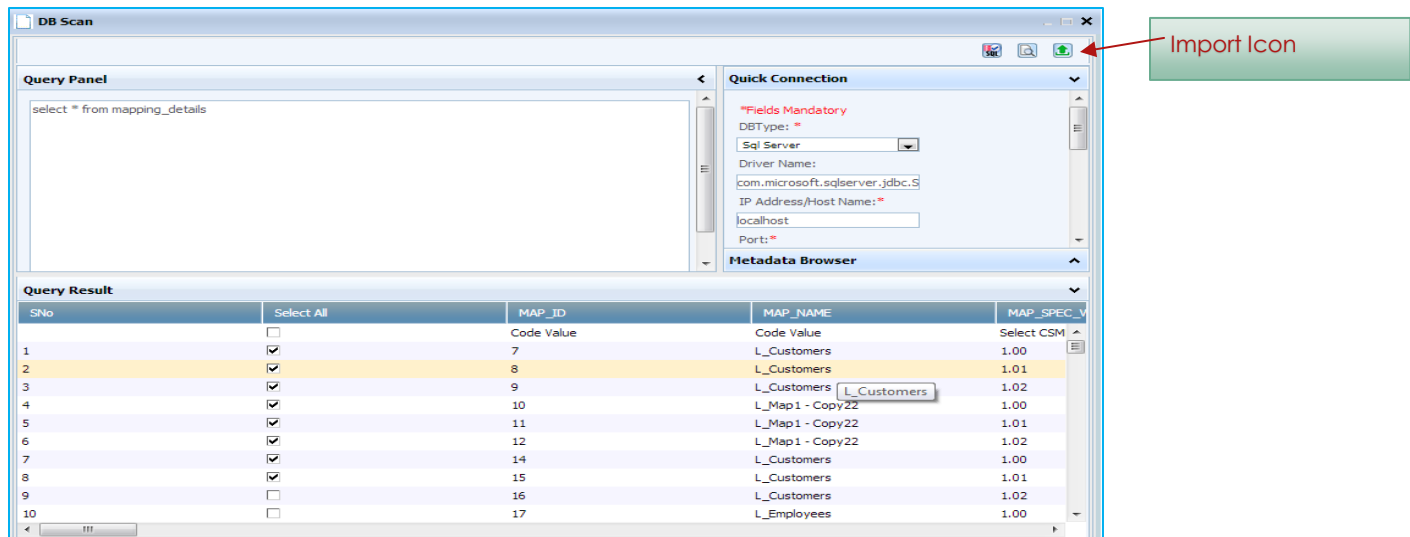 DB Scan
Import Icon
SQL
Query Panel
select * from mapping_details
Quick Connection
*Fields Mandatory
DBType: *
Sql Server
Driver Name:
com.microsoft.sqlserver.jdbc.S
IP Address/Host Name:*
localhost
Port:*
Metadata Browser
Query Result
SNo Select All MAP_ID MAP_NAME MAP_SPEC_V
Code Value Code Value Select CSM
1 7 L_Customers 1.00
2 8 L_Customers 1.01
3 9 L_Customers 1.02
L_Customers
4 10 L_Map1 - Copy22 1.00
5 11 L_Map1 - Copy22 1.01
6 12 L_Map1 - Copy22 1.02
7 14 L_Customers 1.00
8 15 L_Customers 1.01
9 16 L_Customers 1.02
10 17 L_Employees 1.00